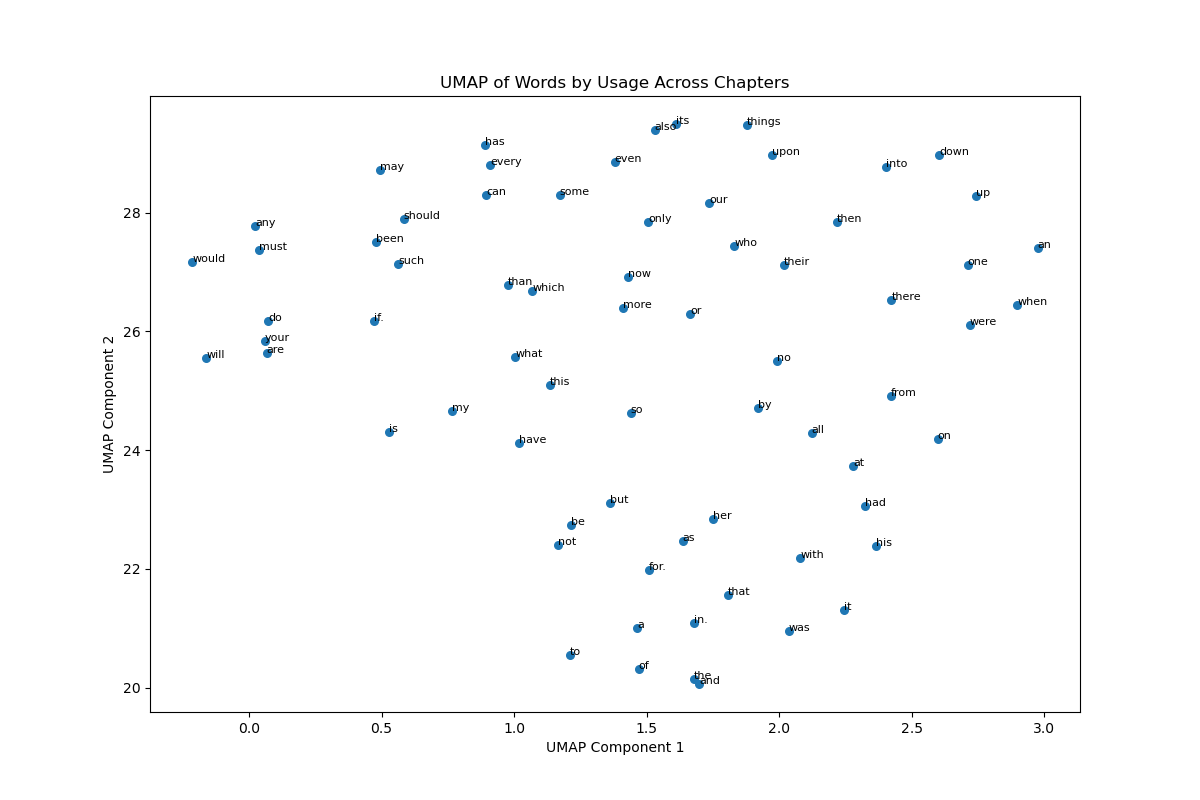 UMAP of Words by Usage Across Chapters
its
things
also
has
upon
down
even
every
into
may
can
some
up
our
should
only
then
any
been
who
must
an
would
such
their
one
now
than
which
there
when
more
or
do
if.
were
your
are
will
what
no
this
from
my
by
so
is
all
have
on
at
but
had
her
be
as
not
his
with
for.
that
it
in.
a
was
to
of
the
and
28
26
24
22
20
UMAP Component 2
0.0 0.5 1.0 1.5 2.0 2.5 3.0
UMAP Component 1